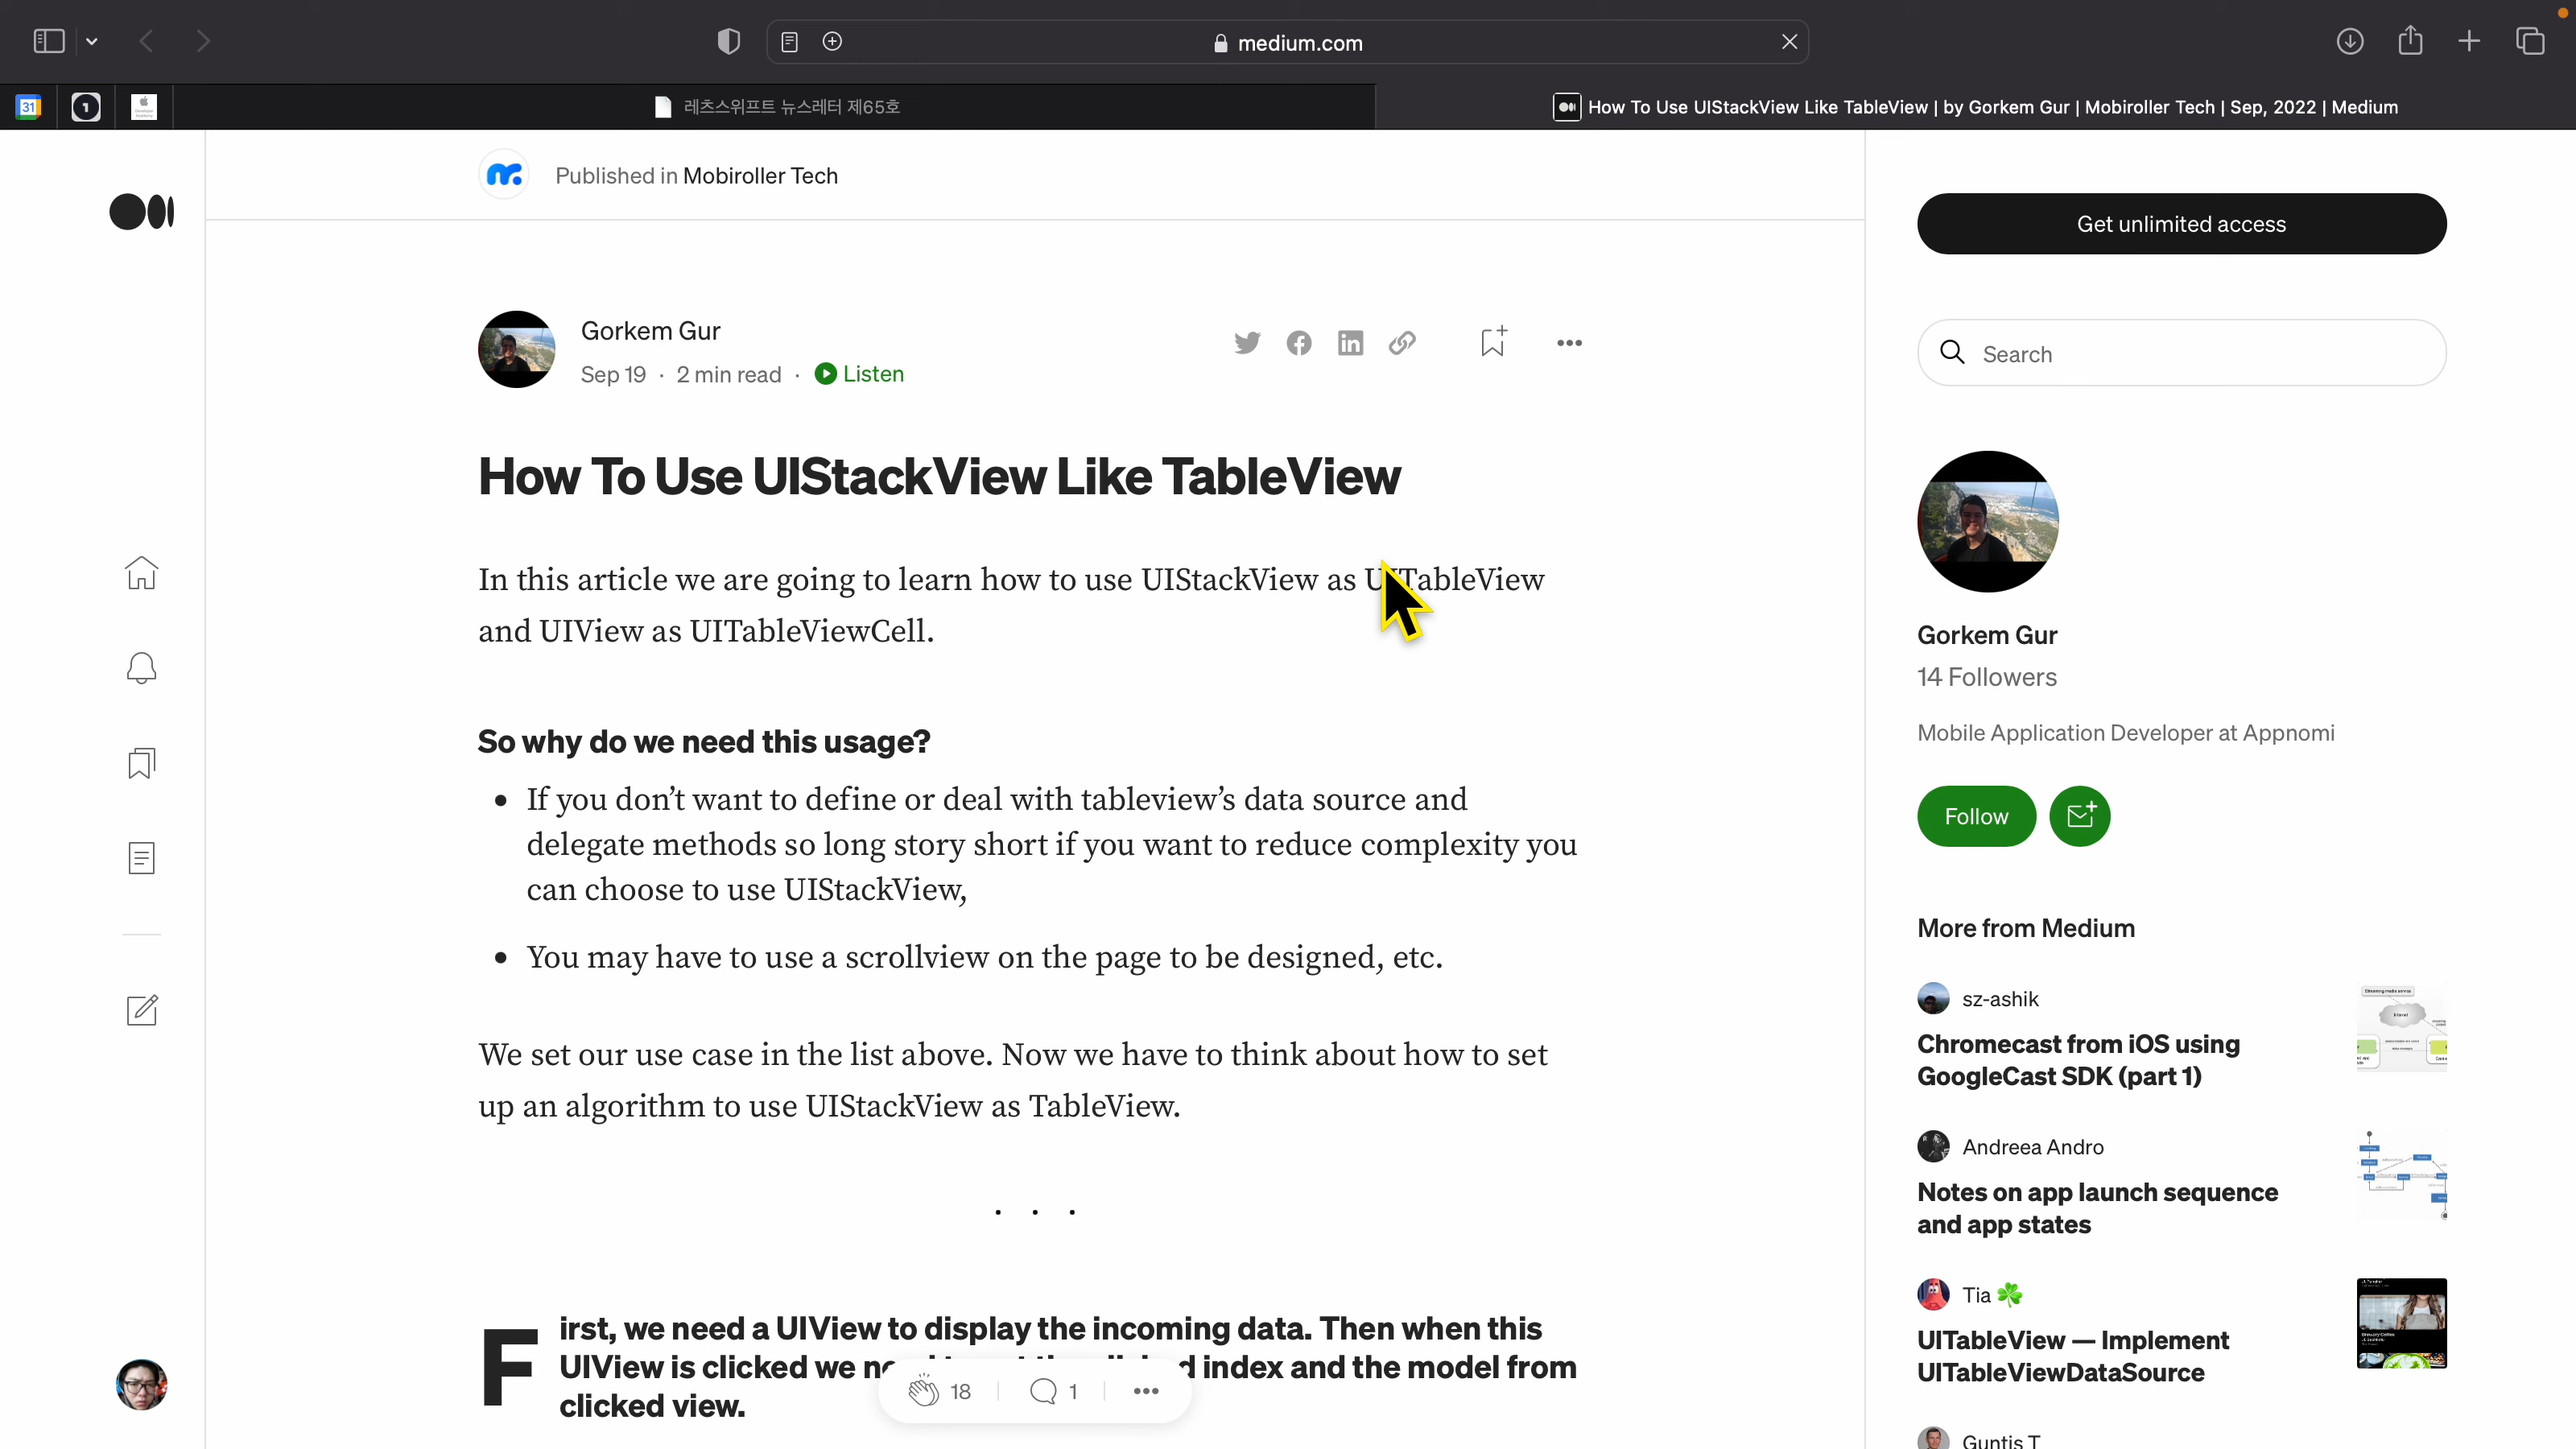 medium.com
31
1
레츠스위프트 뉴스레터 제65호
How To Use UIStackView Like TableView | by Gorkem Gur | Mobiroller Tech | Sep, 2022 | Medium
Published in Mobiroller Tech
Gorkem Gur
Sep 19 · 2 min read · Listen
How To Use UIStackView Like TableView
In this article we are going to learn how to use UIStackView as UITableView
and UIView as UITableViewCell.
So why do we need this usage?
• If you don’t want to define or deal with tableview’s data source and
delegate methods so long story short if you want to reduce complexity you
can choose to use UIStackView,
• You may have to use a scrollview on the page to be designed, etc.
We set our use case in the list above. Now we have to think about how to set
up an algorithm to use UIStackView as TableView.
. . .
First, we need a UIView to display the incoming data. Then when this
UIView is clicked we index and the model from
clicked view.
18
1
Get unlimited access
Search
Gorkem Gur
14 Followers
Mobile Application Developer at Appnomi
Follow
More from Medium
sz-ashik
Chromecast from iOS using
GoogleCast SDK (part 1)
Andreea Andro
Notes on app launch sequence
and app states
Tia ☘️
UITableView — Implement
UITableViewDataSource
Guntis T